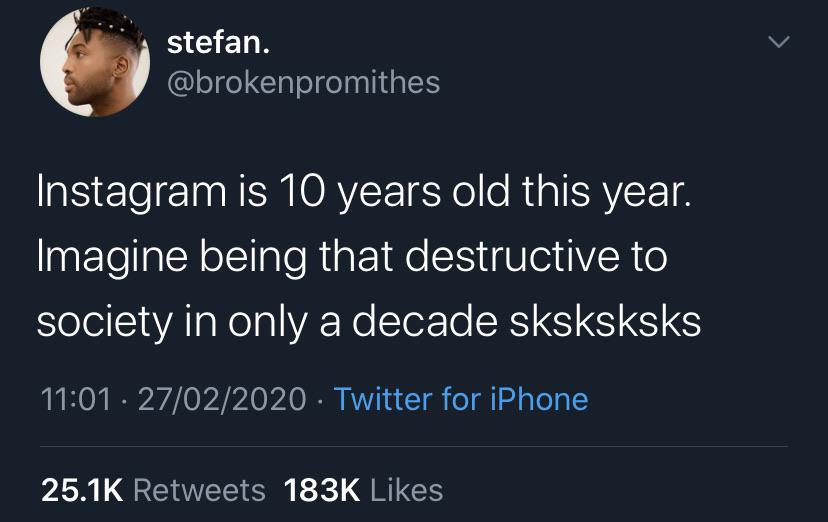 stefan.
@brokenpromithes
Instagram is 10 years old this year.
Imagine being that destructive to
society in only a decade sksksksks
11:01 · 27/02/2020 · Twitter for iPhone
25.1K Retweets 183K Likes